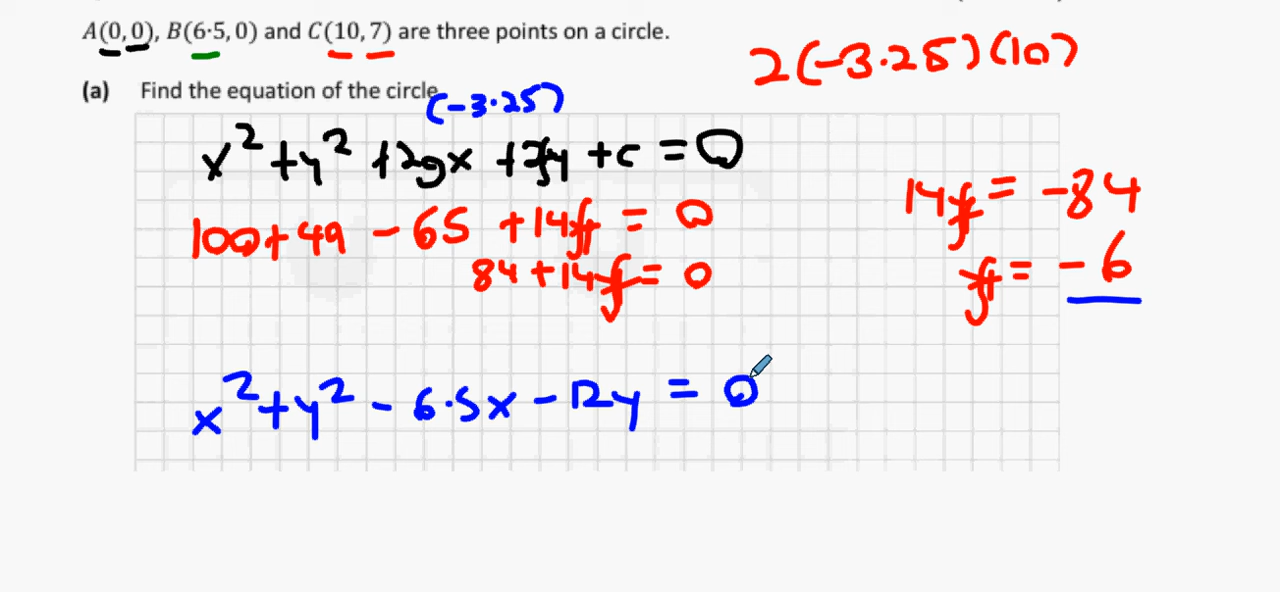 A(0,0), B(6·5,0) and C(10,7) are three points on a circle.
2(-3.25)(10)
(a) Find the equation of the circle
(-3.25)
x² + y² + 2gx + 2fy + c = 0
14f = -84
100 + 49 - 65 + 14f = 0
84 + 14f = 0
f = -6
x² + y² - 6.5x - 12y = 0